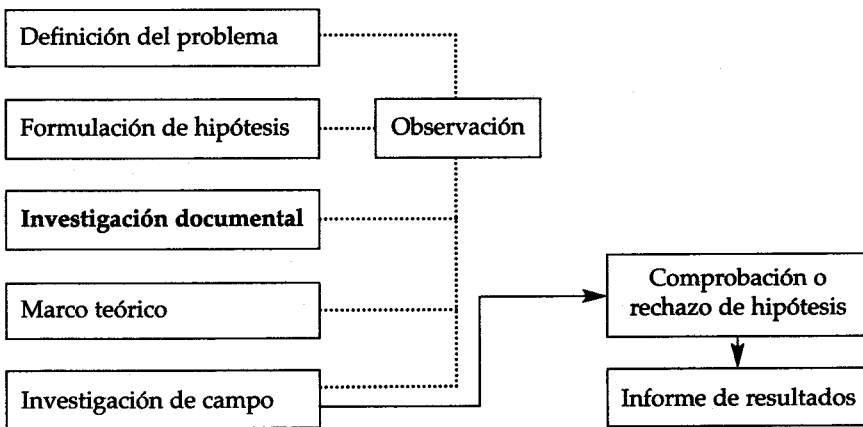 Definición del problema
Formulación de hipótesis
Observación
Investigación documental
Marco teórico
Comprobación o
rechazo de hipótesis
Investigación de campo
Informe de resultados